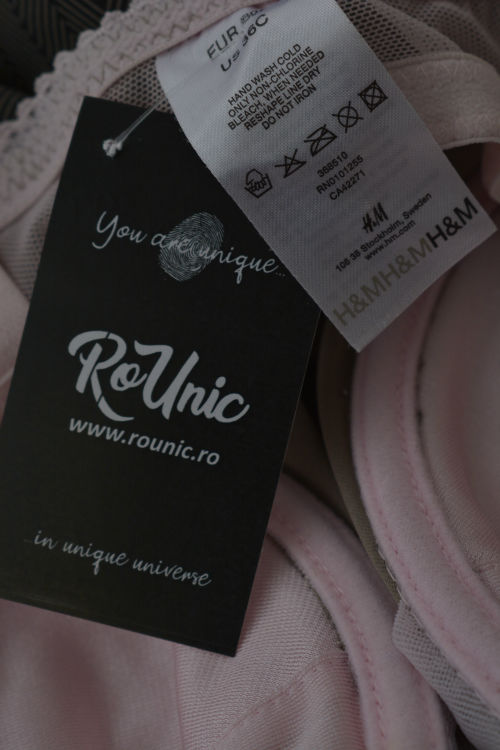 US 36C
HAND WASH COLD
ONLY NON-CHLORINE
BLEACH, WHEN NEEDED
RESHAPE LINE DRY
DO NOT IRON
368510
RN0101255
CA42271
H&M
106 38 Stockholm, Sweden
www.hm.com
H&MH&MH&M
You are unique...
RoUnic
www.rounic.ro
...in unique universe